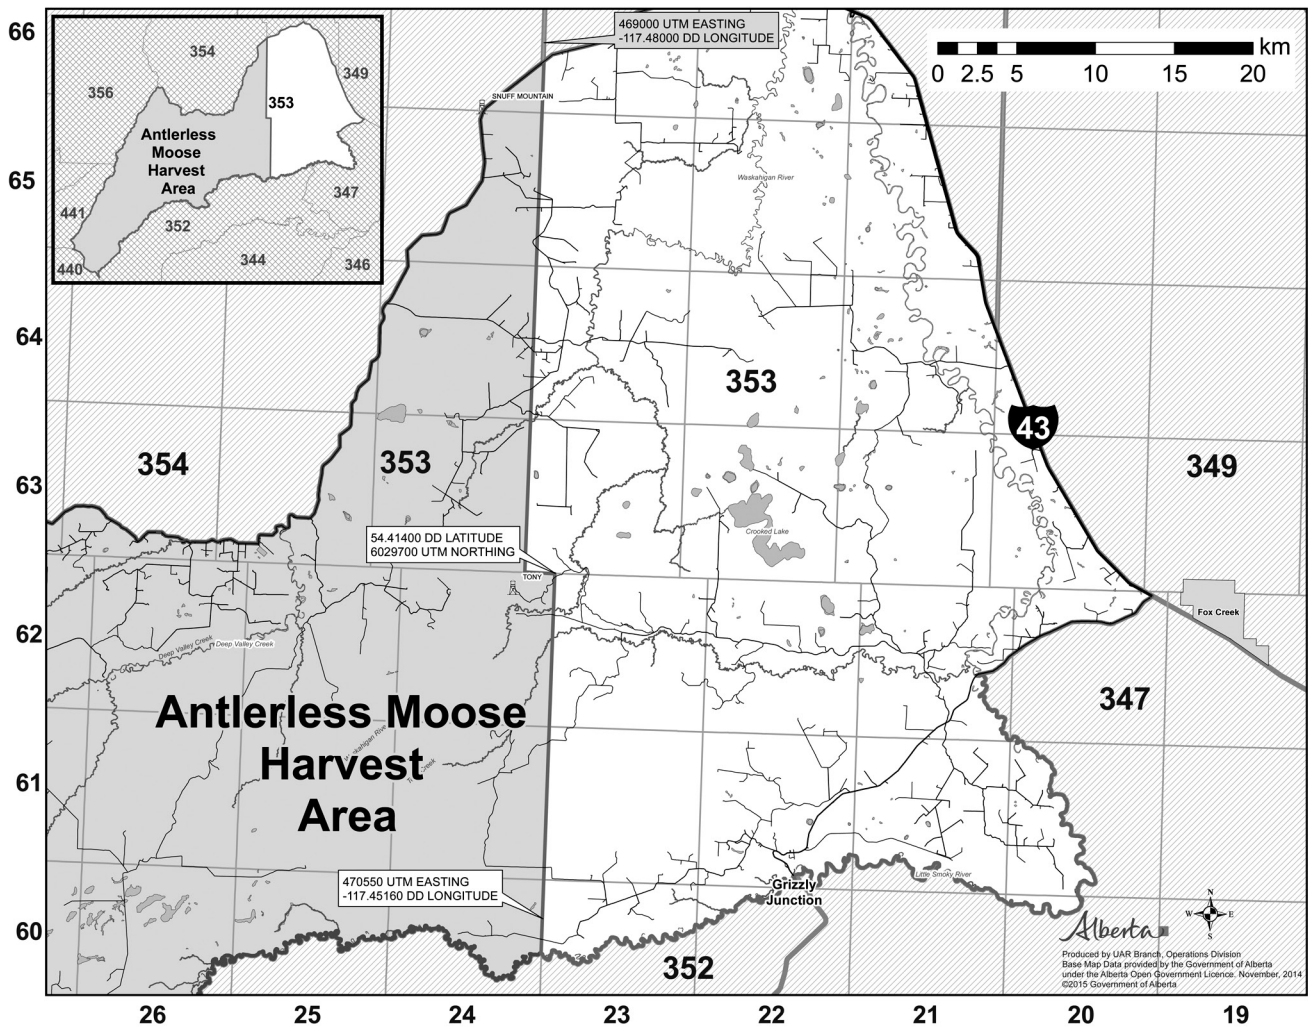 66
65
64
63
62
61
60
354
356
349
353
Antlerless
Moose
Harvest
Area
441
352
347
440
344
346
469000 UTM EASTING
-117.48000 DD LONGITUDE
km
0 2.5 5 10 15 20
SNUFF MOUNTAIN
Waskahigan River
353
43
354
353
349
54.41400 DD LATITUDE
6029700 UTM NORTHING
Crooked Lake
TONY
Fox Creek
Deep Valley Creek
Deep Valley Creek
347
Antlerless Moose
Harvest
Area
River
Creek
470550 UTM EASTING
-117.45160 DD LONGITUDE
Little Smoky River
Grizzly
Junction
352
N
W E
S
Alberta
Produced by UAR Branch, Operations Division
Base Map Data provided by the Government of Alberta
under the Alberta Open Government Licence. November, 2014
©2015 Government of Alberta
26 25 24 23 22 21 20 19